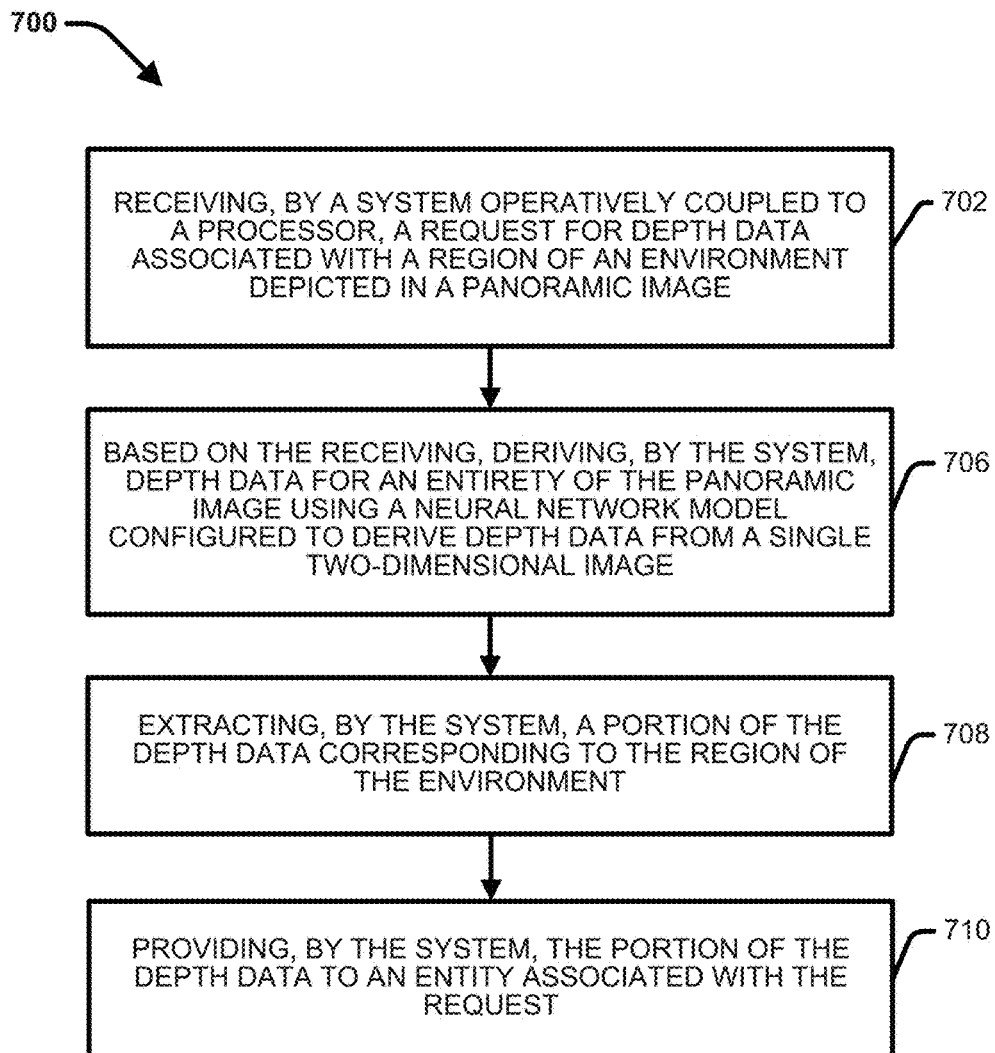 700
RECEIVING, BY A SYSTEM OPERATIVELY COUPLED TO
A PROCESSOR, A REQUEST FOR DEPTH DATA
ASSOCIATED WITH A REGION OF AN ENVIRONMENT
DEPICTED IN A PANORAMIC IMAGE
702
BASED ON THE RECEIVING, DERIVING, BY THE SYSTEM,
DEPTH DATA FOR AN ENTIRETY OF THE PANORAMIC
IMAGE USING A NEURAL NETWORK MODEL
CONFIGURED TO DERIVE DEPTH DATA FROM A SINGLE
TWO-DIMENSIONAL IMAGE
706
EXTRACTING, BY THE SYSTEM, A PORTION OF THE
DEPTH DATA CORRESPONDING TO THE REGION OF
THE ENVIRONMENT
708
PROVIDING, BY THE SYSTEM, THE PORTION OF THE
DEPTH DATA TO AN ENTITY ASSOCIATED WITH THE
REQUEST
710